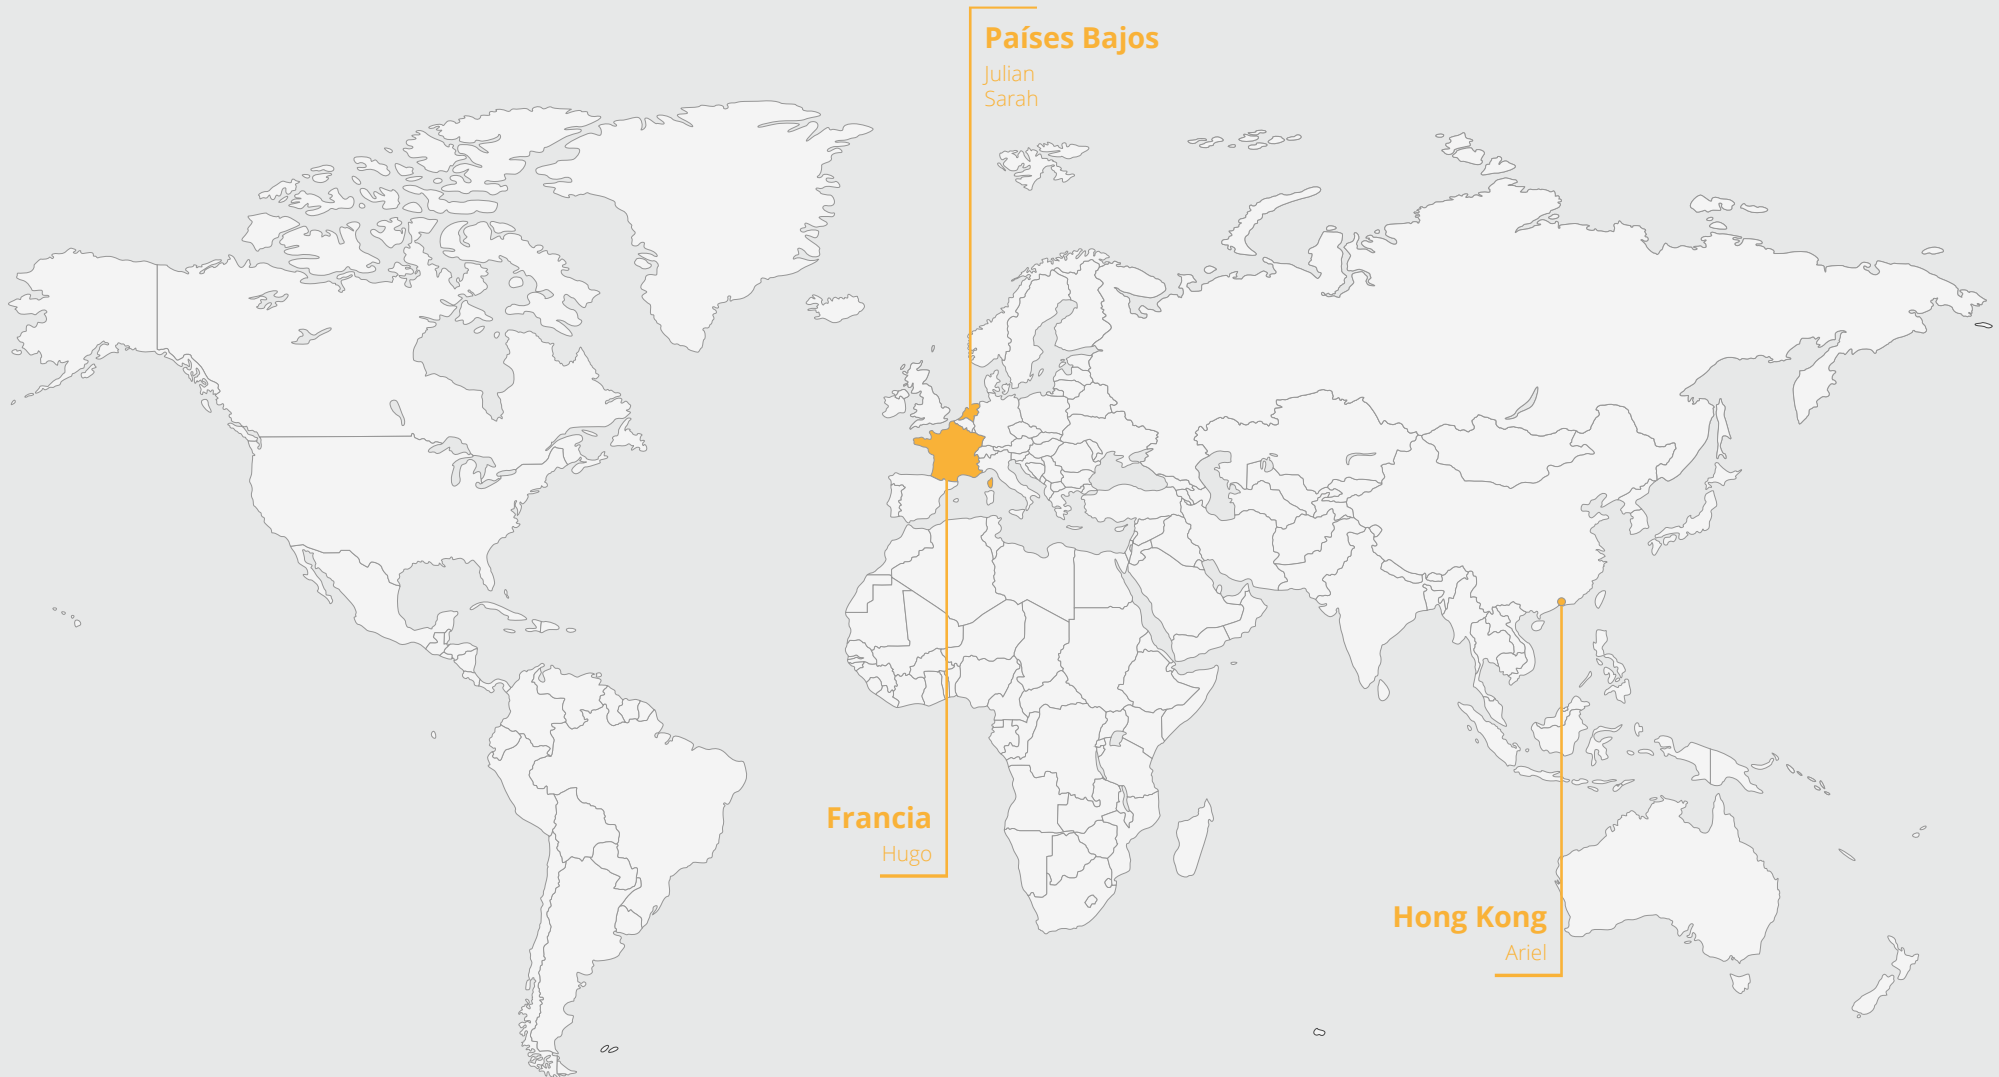 Países Bajos
Julian
Sarah
Francia
Hugo
Hong Kong
Ariel